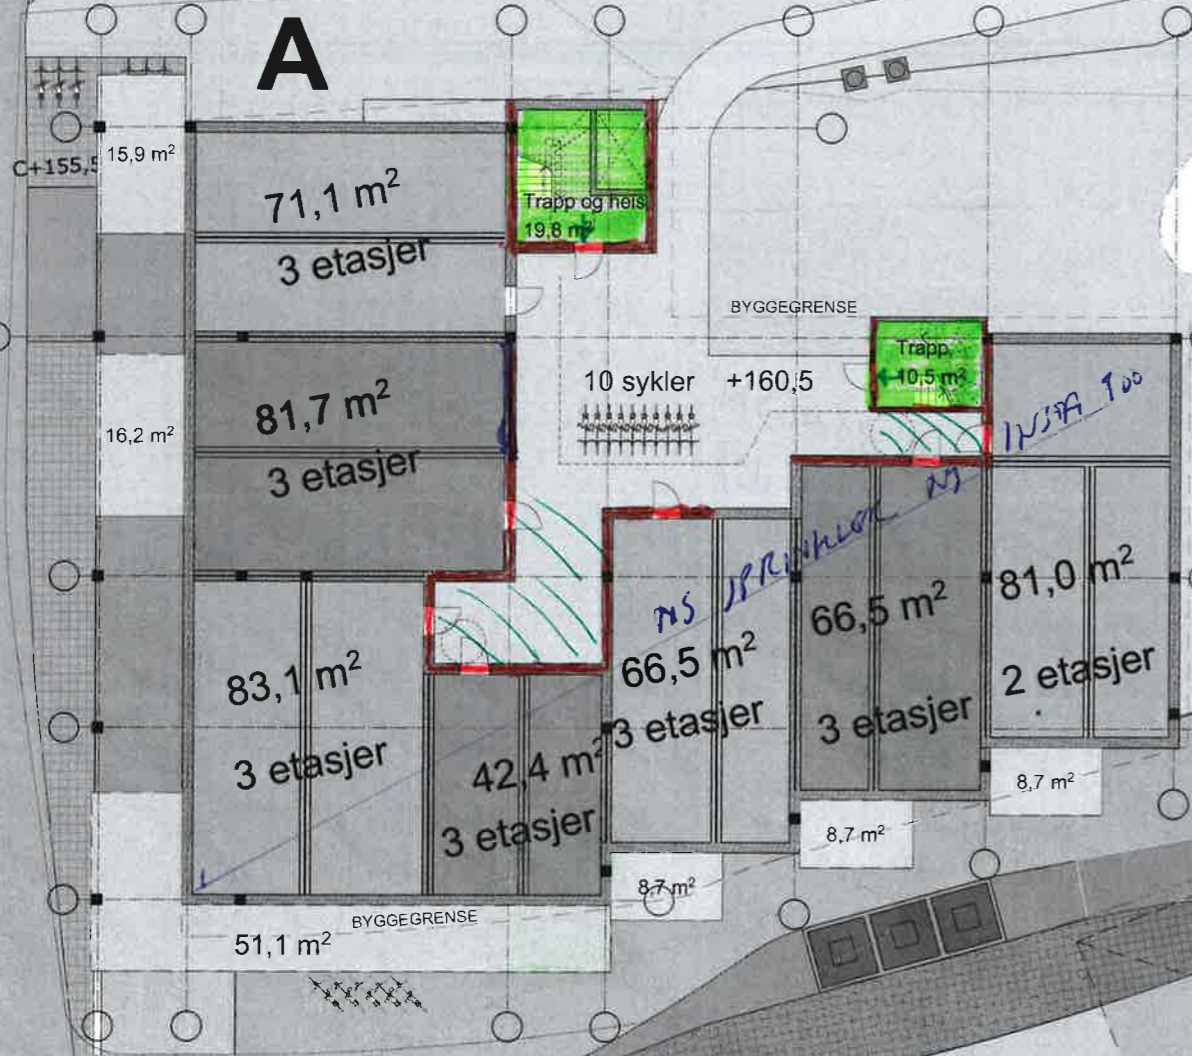 A
15,9 m²
C+155,5
71,1 m²
3 etasjer
Trapp og heis
19,8 m²
BYGGEGRENSE
Trapp
10,5 m²
10 sykler +160,5
81,7 m²
3 etasjer
16,2 m²
INSTA 900
NS SPRINKLER NS
83,1 m²
3 etasjer
42,4 m²
3 etasjer
66,5 m²
3 etasjer
66,5 m²
3 etasjer
81,0 m²
2 etasjer
8,7 m²
8,7 m²
8,7 m²
BYGGEGRENSE
51,1 m²